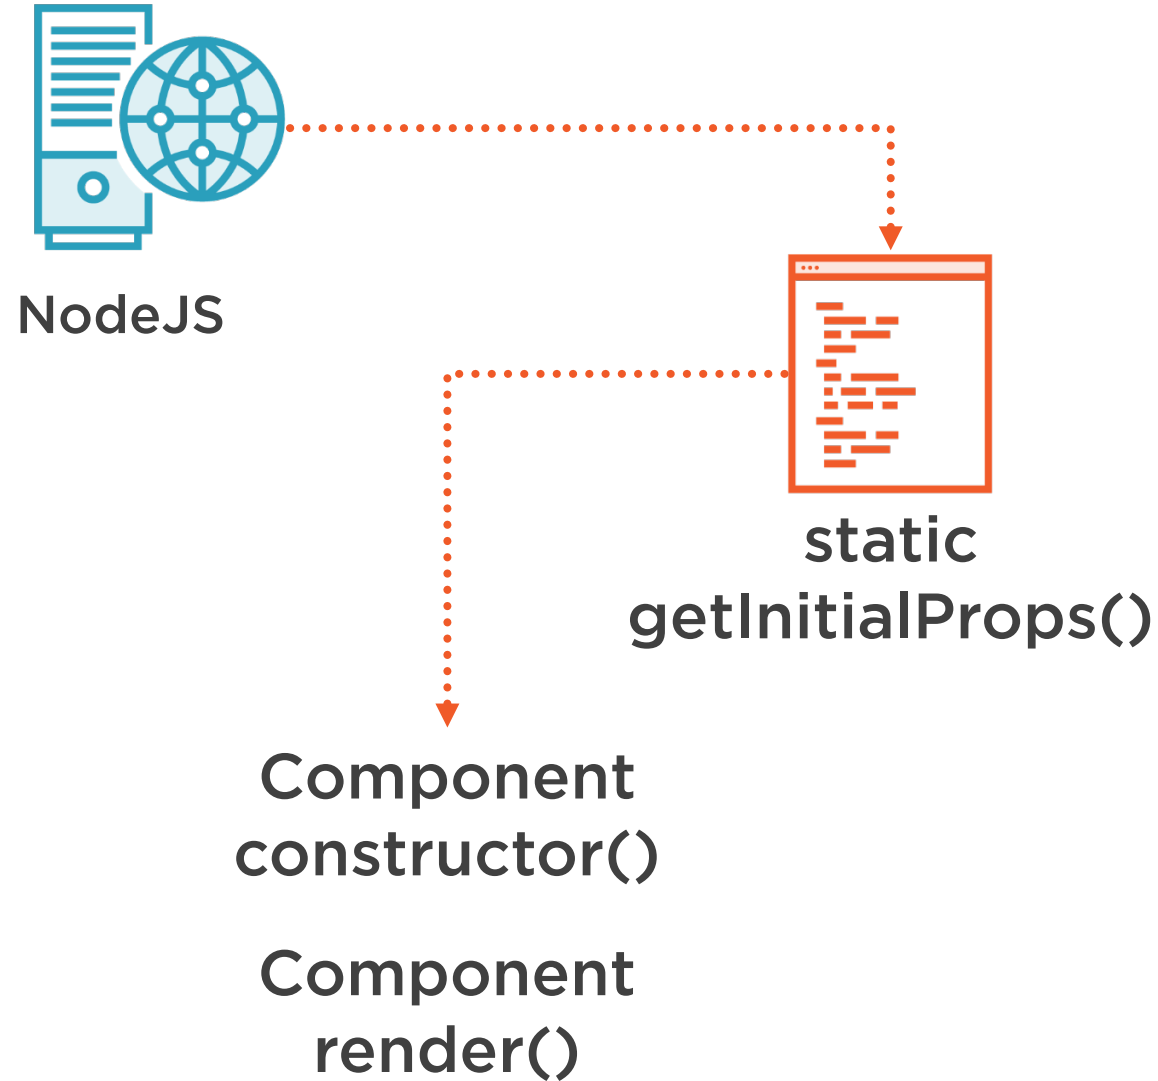 NodeJS
static
getInitialProps()
Component
constructor()
Component
render()